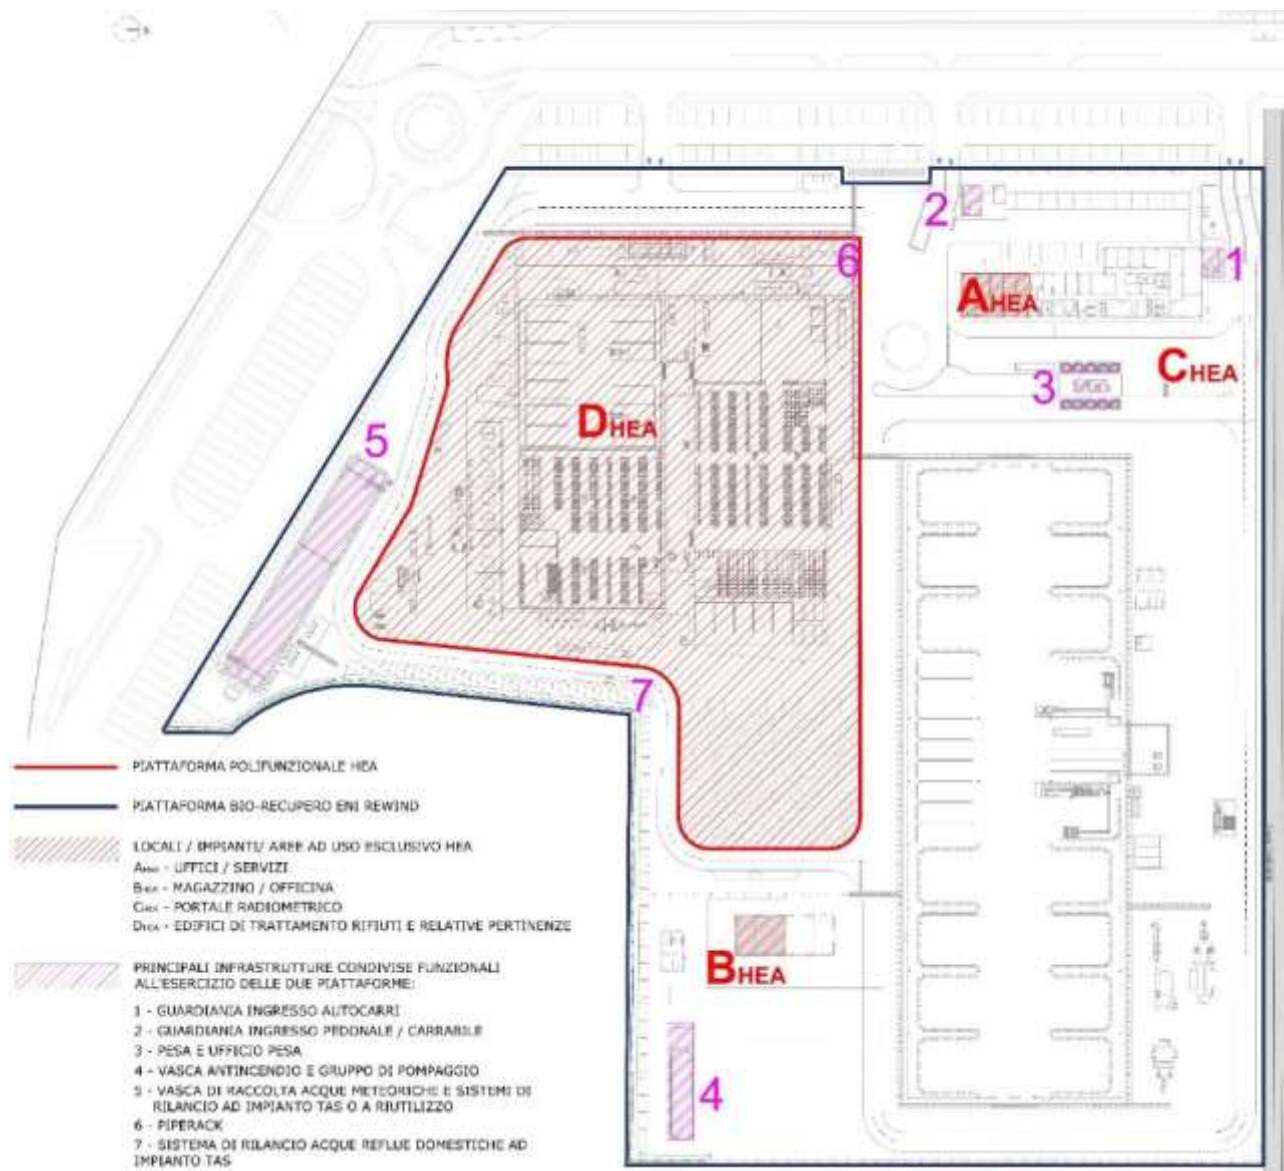 2
1
6
AHEA
CHEA
3
DHEA
5
7
PIATTAFORMA POLIFUNZIONALE HEA
PIATTAFORMA BIO-RECUPERO ENI REWIND
LOCALI / IMPIANTI/ AREE AD USO ESCLUSIVO HEA
AHEA - UFFICI / SERVIZI
BHEA - MAGAZZINO / OFFICINA
CHEA - PORTALE RADIOMETRICO
DHEA - EDIFICI DI TRATTAMENTO RIFIUTI E RELATIVE PERTINENZE
BHEA
PRINCIPALI INFRASTRUTTURE CONDIVISE FUNZIONALI
ALL'ESERCIZIO DELLE DUE PIATTAFORME:
1 - GUARDIANIA INGRESSO AUTOCARRI
2 - GUARDIANIA INGRESSO PEDONALE / CARRABILE
3 - PESA E UFFICIO PESA
4 - VASCA ANTINCENDIO E GRUPPO DI POMPAGGIO
5 - VASCA DI RACCOLTA ACQUE METEORICHE E SISTEMI DI
RILANCIO AD IMPIANTO TAS O A RIUTILIZZO
6 - PIPERACK
7 - SISTEMA DI RILANCIO ACQUE REFLUE DOMESTICHE AD
IMPIANTO TAS
4